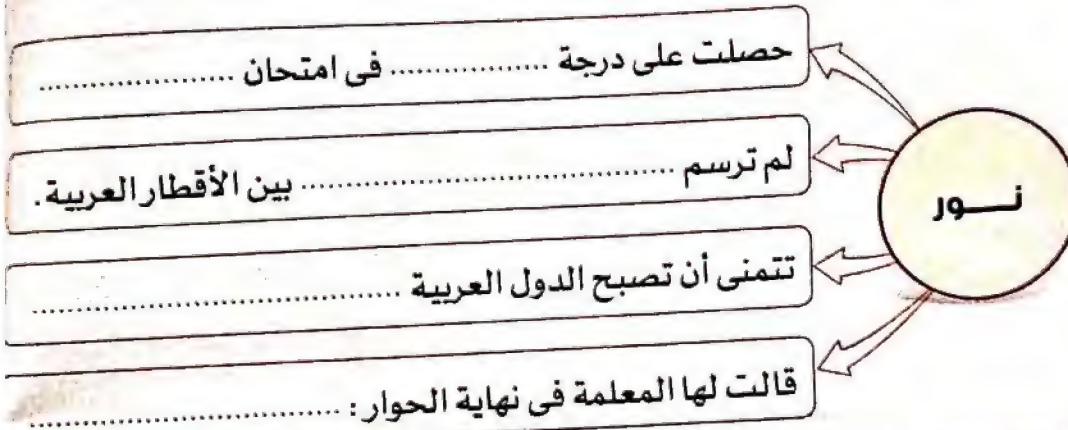 حصلت على درجة ................. فى امتحان .................
لم ترسم ............................. بين الأقطار العربية.
نور
تتمنى أن تصبح الدول العربية .............................
قالت لها المعلمة فى نهاية الحوار: .........................